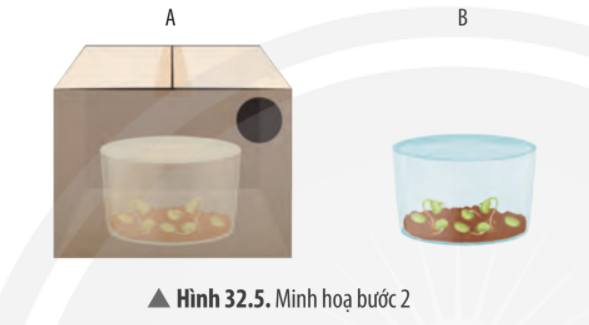 A B
▲ Hình 32.5. Minh hoạ bước 2